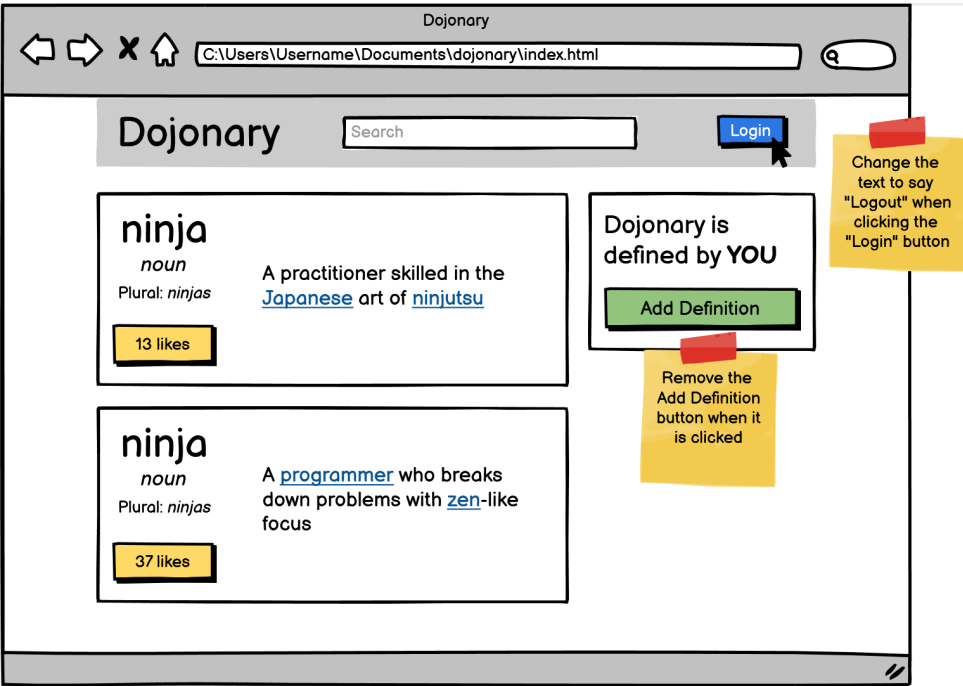 Dojonary
C:\Users\Username\Documents\dojonary\index.html
Dojonary
Search
Login
Change the
text to say
"Logout" when
clicking the
"Login" button
ninja
noun
Plural: ninjas
A practitioner skilled in the
Japanese art of ninjutsu
13 likes
Dojonary is
defined by YOU
Add Definition
Remove the
Add Definition
button when it
is clicked
ninja
noun
Plural: ninjas
A programmer who breaks
down problems with zen-like
focus
37 likes